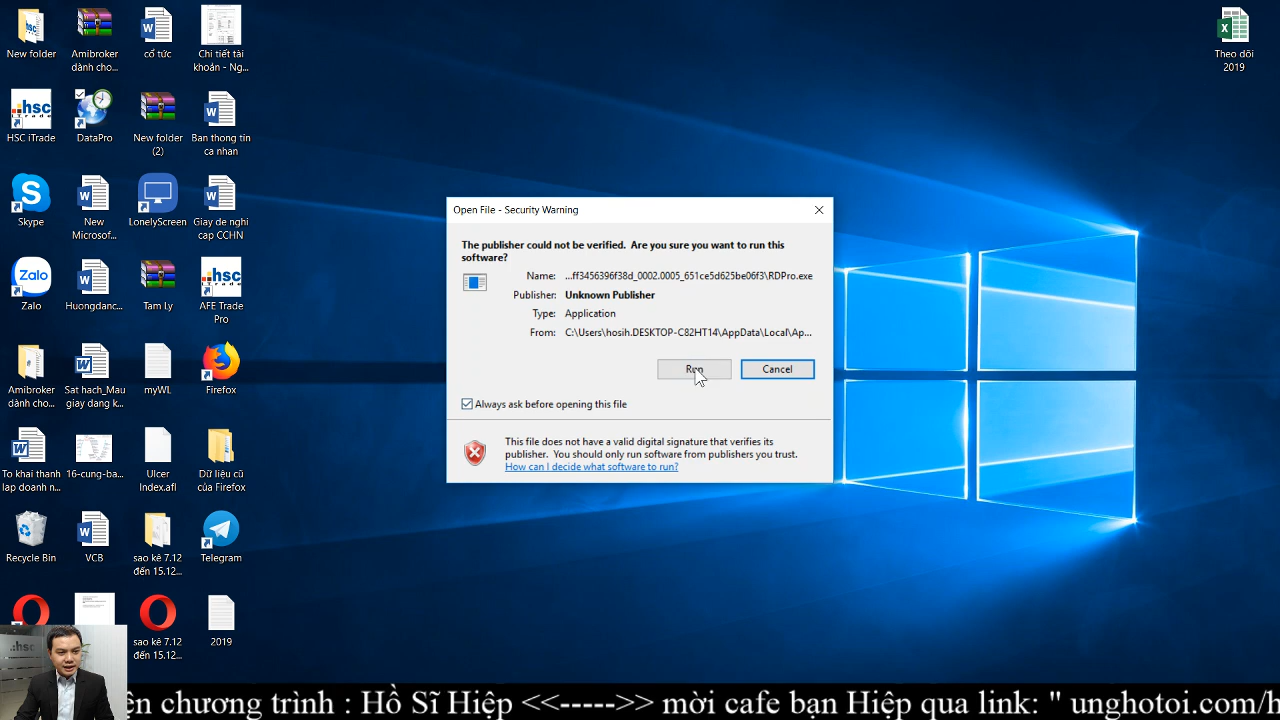 New folder
Amibroker
dành cho...
cổ tức
Chi tiết tài
khoản - Ng...
Theo dõi
2019
.hsc
iTrade
HSC iTrade
DataPro
New folder
(2)
Ban thong tin
ca nhan
Skype
New
Microsof...
LonelyScreen
Giay de nghi
cap CCHN
Zalo
Zalo
Huongdanc...
Tam Ly
.hsc
iTrade
AFE Trade
Pro
Amibroker
dành cho...
Sat hach_Mau
giay dang k...
myWL
Firefox
To khai thanh
lap doanh n...
16-cung-ba...
Ulcer
Index.afl
Dữ liệu cũ
của Firefox
Recycle Bin
VCB
sao kê 7.12
đến 15.12...
Telegram
sao kê 7.12
đến 15.12...
2019
Open File - Security Warning
The publisher could not be verified. Are you sure you want to run this
software?
Name: ...ff3456396f38d_0002.0005_651ce5d623be06f3\RDPro.exe
Publisher: Unknown Publisher
Type: Application
From: C:\Users\hosih.DESKTOP-C82HT14\AppData\Local\Ap...
Run
Cancel
Always ask before opening this file
This file does not have a valid digital signature that verifies its
publisher. You should only run software from publishers you trust.
How can I decide what software to run?
.:hsc
ện chương trình : Hồ Sĩ Hiệp <<----->> mời cafe bạn Hiệp qua link: " unghotoi.com/h